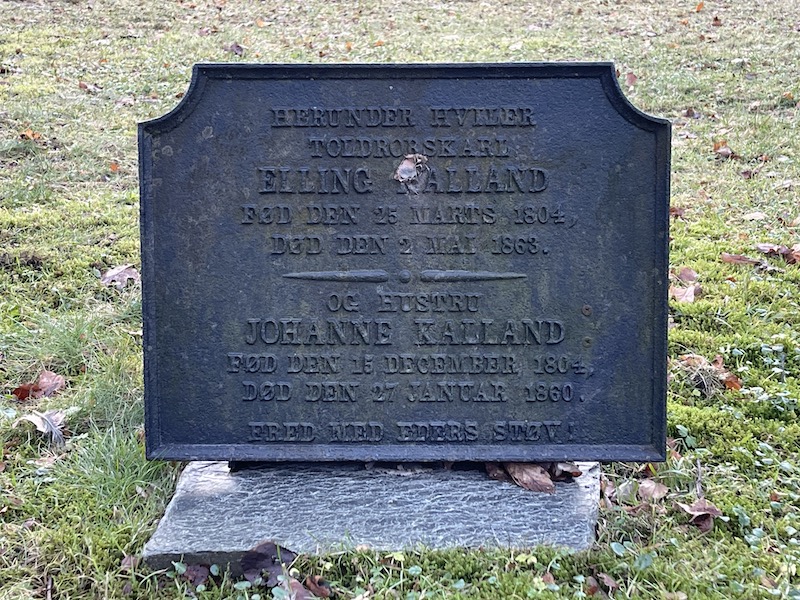 HERUNDER HVILER
TOLDRORSKARL
ELLING KALLAND
FØD DEN 25 MARTS 1804,
DØD DEN 2 MAI 1863.
OG HUSTRU
JOHANNE KALLAND
FØD DEN 15 DECEMBER 1804,
DØD DEN 27 JANUAR 1860.
FRED MED EDERS STØV!